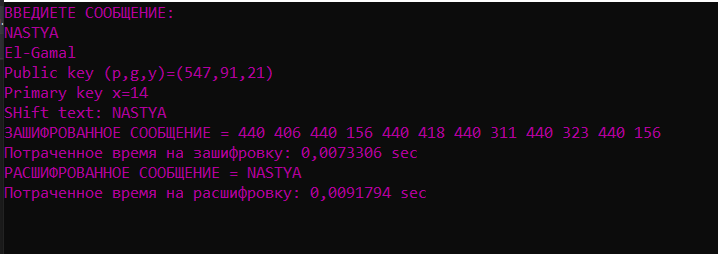 ВВЕДИЕТЕ СООБЩЕНИЕ:
NASTYA
El-Gamal
Public key (p,g,y)=(547,91,21)
Primary key x=14
SHift text: NASTYA
ЗАШИФРОВАННОЕ СООБЩЕНИЕ = 440 406 440 156 440 418 440 311 440 323 440 156
Потраченное время на зашифровку: 0,0073306 sec
РАСШИФРОВАННОЕ СООБЩЕНИЕ = NASTYA
Потраченное время на расшифровку: 0,0091794 sec